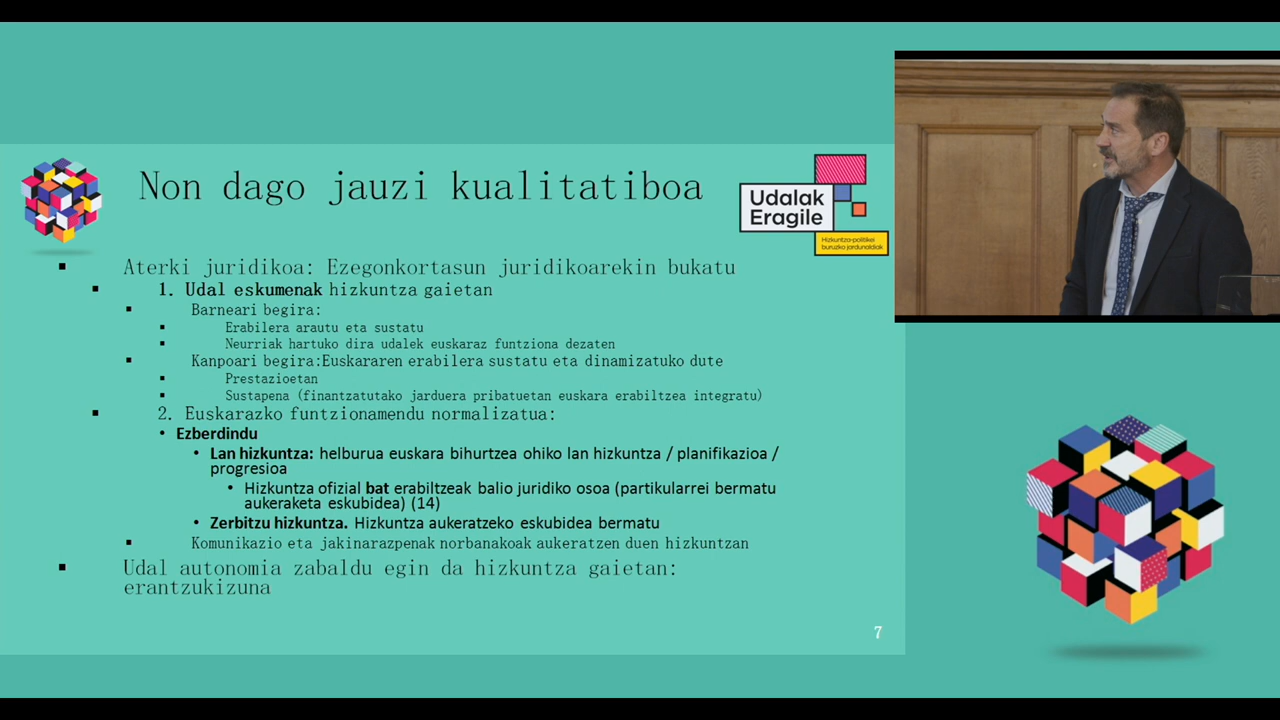 Non dago jauzi kualitatiboa
Udalak
Eragile
Hizkuntza-politikei
buruzko jardunaldiak
Aterki juridikoa: Ezegonkortasun juridikoarekin bukatu
1. Udal eskumenak hizkuntza gaietan
Barneari begira:
Erabilera arautu eta sustatu
Neurriak hartuko dira udalek euskaraz funtziona dezaten
Kanpoari begira:Euskararen erabilera sustatu eta dinamizatuko dute
Prestazioetan
Sustapena (finantzatutako jarduera pribatuetan euskara erabiltzea integratu)
2. Euskarazko funtzionamendu normalizatua:
Ezberdindu
Lan hizkuntza: helburua euskara bihurtzea ohiko lan hizkuntza / planifikazioa /
progresioa
Hizkuntza ofizial bat erabiltzeak balio juridiko osoa (partikularrei bermatu
aukeraketa eskubidea) (14)
Zerbitzu hizkuntza. Hizkuntza aukeratzeko eskubidea bermatu
Komunikazio eta jakinarazpenak norbanakoak aukeratzen duen hizkuntzan
Udal autonomia zabaldu egin da hizkuntza gaietan:
erantzukizuna
7